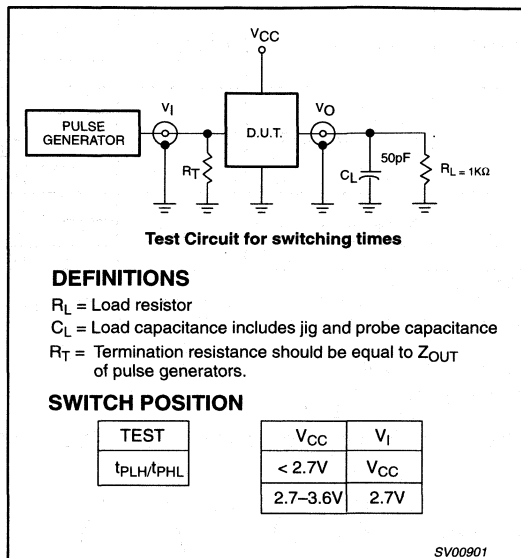 VCC
VI
VO
PULSE
GENERATOR
D.U.T.
RT
50pF
CL
RL = 1KΩ
Test Circuit for switching times
DEFINITIONS
RL = Load resistor
CL = Load capacitance includes jig and probe capacitance
RT = Termination resistance should be equal to ZOUT
of pulse generators.
SWITCH POSITION
TEST
tPLH/tPHL
VCC VI
< 2.7V VCC
2.7–3.6V 2.7V
SV00901